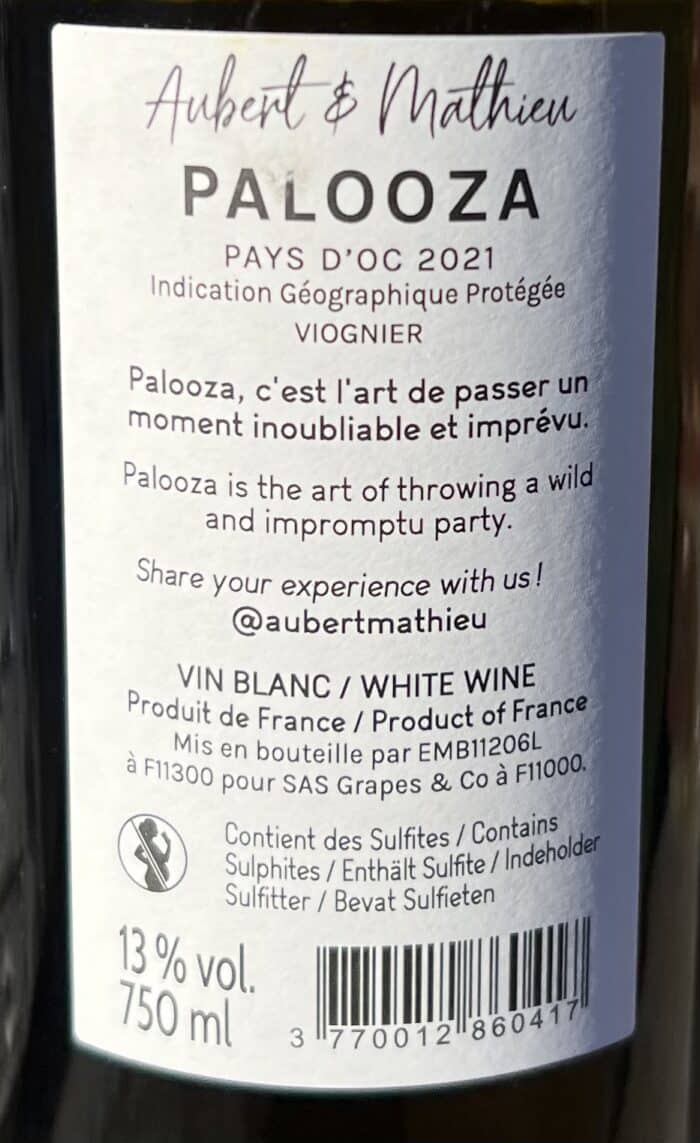 Aubert & Mathieu
PALOOZA
PAYS D'OC 2021
Indication Géographique Protégée
VIOGNIER
Palooza, c'est l'art de passer un
moment inoubliable et imprévu.
Palooza is the art of throwing a wild
and impromptu party.
Share your experience with us!
@aubertmathieu
VIN BLANC / WHITE WINE
Produit de France / Product of France
Mis en bouteille par EMB11206L
à F11300 pour SAS Grapes & Co à F11000.
Contient des Sulfites / Contains
Sulphites / Enthält Sulfite / Indeholder
Sulfitter / Bevat Sulfieten
13 % vol.
750 ml
3 770012 860417